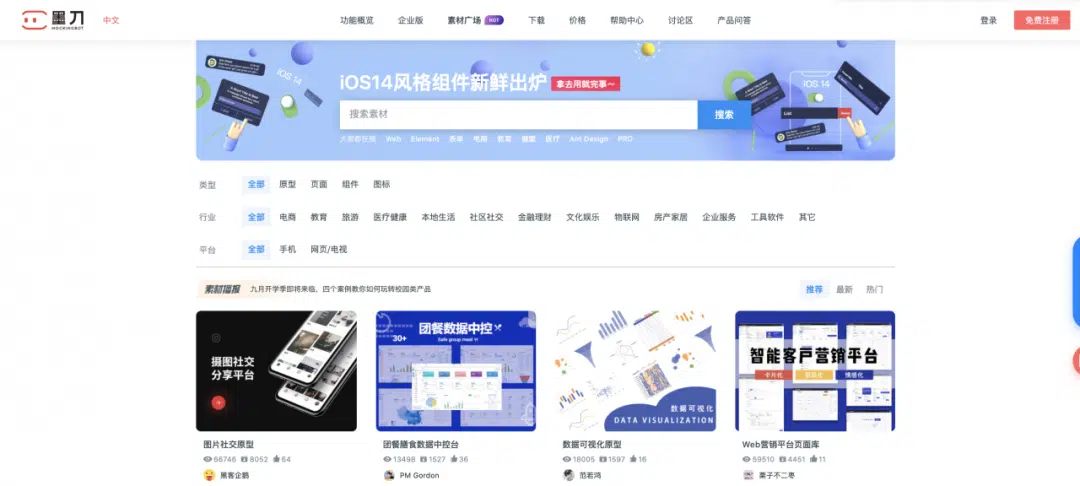 墨刀 MOCKINGBOT 中文 功能概览 企业版 素材广场 HOT 下载 价格 帮助中心 讨论区 产品问答 登录 免费注册
iOS14风格组件新鲜出炉 拿去用就完事~
搜索素材 搜索
大家都在搜 Web Element 表单 电商 教育 地图 医疗 Ant Design PRO
iOS 14
iOS 14
类型 全部 原型 页面 组件 图标
行业 全部 电商 教育 旅游 医疗健康 本地生活 社区社交 金融理财 文化娱乐 物联网 房产家居 企业服务 工具软件 其它
平台 全部 手机 网页/电视
素材播报 九月开学季即将来临,四个案例教你如何玩转校园类产品 推荐 最新 热门
摄图社交
分享平台
团餐数据中控
30+ Safe group meal
数据可视化
DATA VISUALIZATION
智能客户营销平台
卡片化 情感化
图片社交原型 团餐膳食数据中控台 数据可视化原型 Web营销平台页面库
66746 8052 64 13498 1527 36 18005 1597 16 59510 4451 11
黑客企鹅 PM Gordon 范若鸿 栗子不二枣